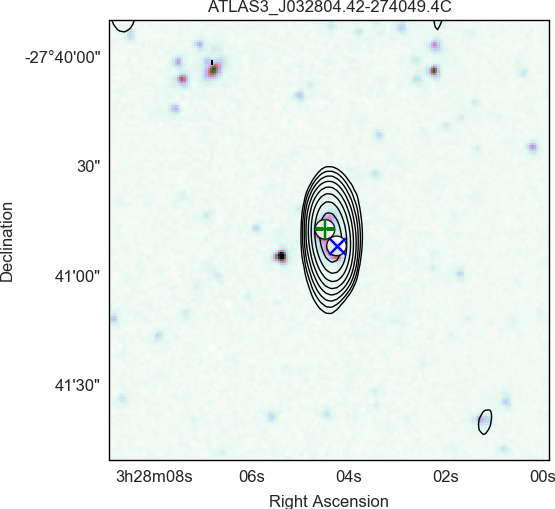 ATLAS3_J032804.42-274049.4C
-27°40'00"
30"
41'00"
41'30"
Declination
3h28m08s 06s 04s 02s 00s
Right Ascension